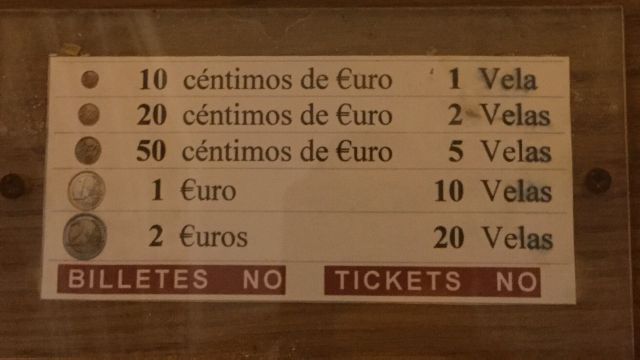 10 céntimos de €uro 1 Vela
20 céntimos de €uro 2 Velas
50 céntimos de €uro 5 Velas
1 €uro 10 Velas
2 €uros 20 Velas
BILLETES NO TICKETS NO